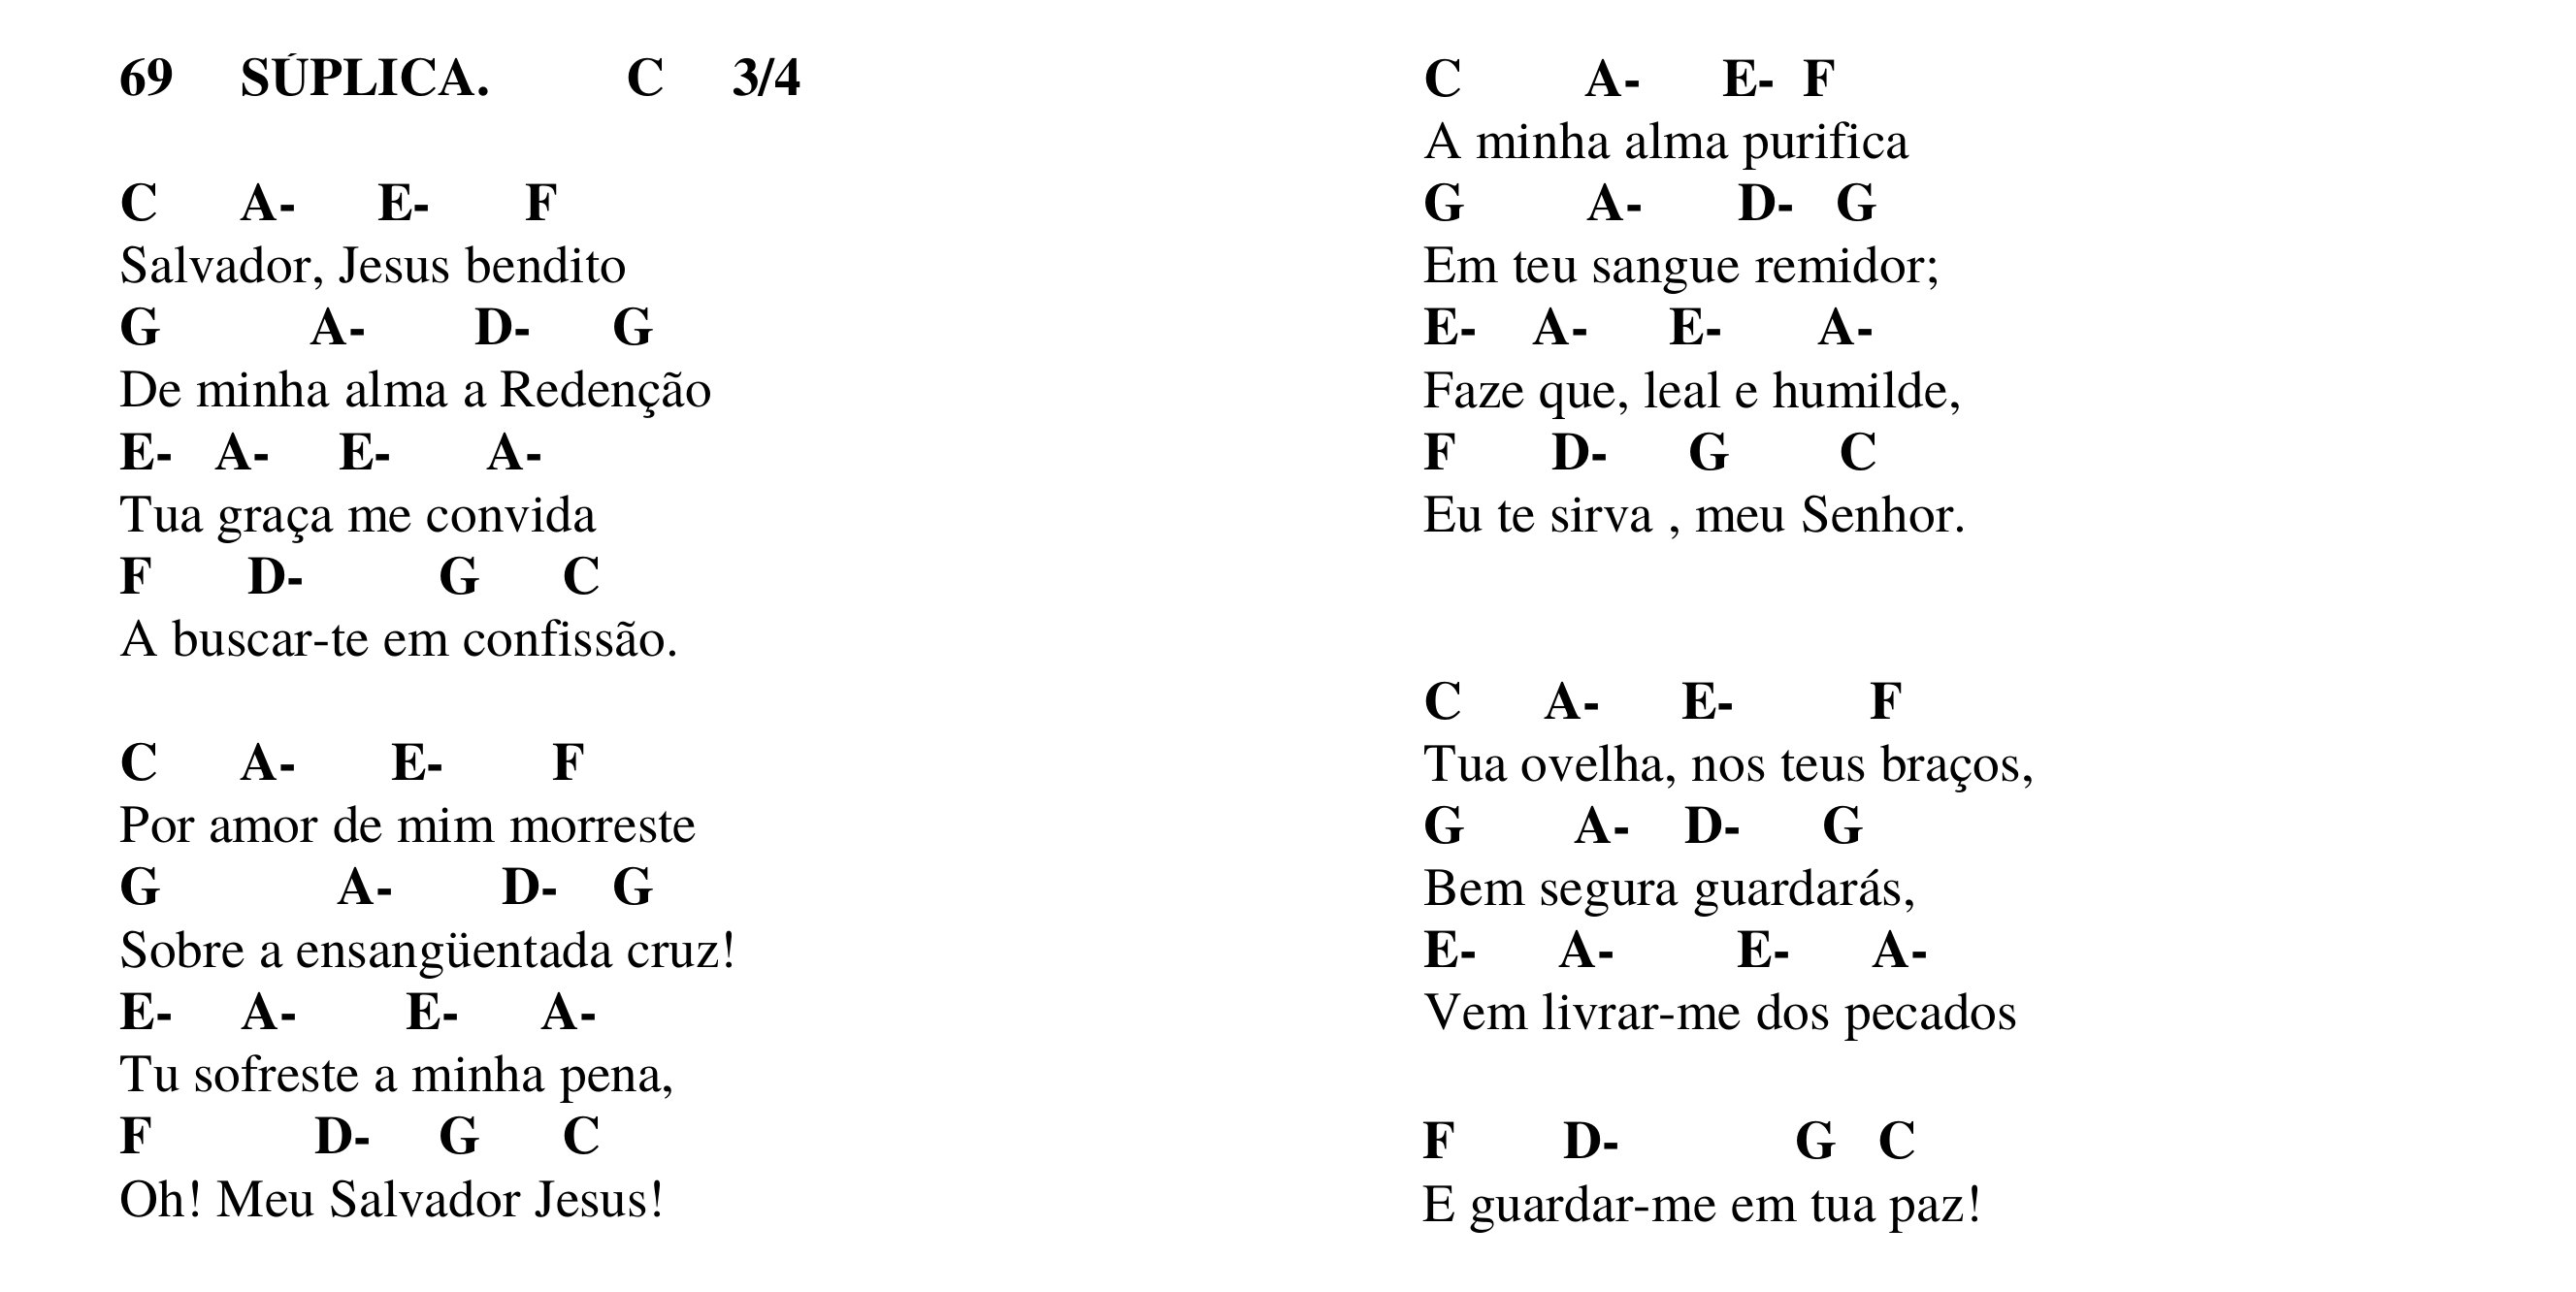 69 SÚPLICA. C 3/4
C A- E- F
Salvador, Jesus bendito
G A- D- G
De minha alma a Redenção
E- A- E- A-
Tua graça me convida
F D- G C
A buscar-te em confissão.
C A- E- F
Por amor de mim morreste
G A- D- G
Sobre a ensangüentada cruz!
E- A- E- A-
Tu sofreste a minha pena,
F D- G C
Oh! Meu Salvador Jesus!
C A- E- F
A minha alma purifica
G A- D- G
Em teu sangue remidor;
E- A- E- A-
Faze que, leal e humilde,
F D- G C
Eu te sirva , meu Senhor.
C A- E- F
Tua ovelha, nos teus braços,
G A- D- G
Bem segura guardarás,
E- A- E- A-
Vem livrar-me dos pecados
F D- G C
E guardar-me em tua paz!